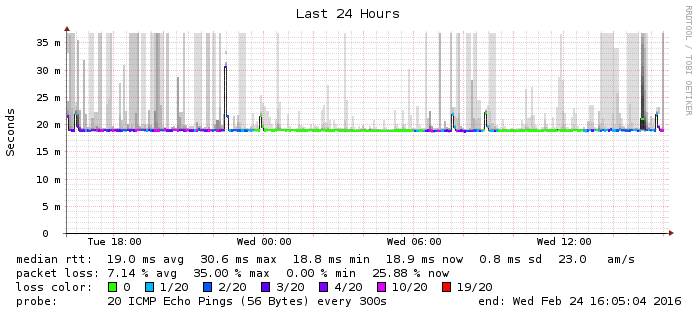 Last 24 Hours
RRDTOOL / TOBI OETIKER
Seconds
35 m
30 m
25 m
20 m
15 m
10 m
5 m
0
Tue 18:00 Wed 00:00 Wed 06:00 Wed 12:00
median rtt: 19.0 ms avg 30.6 ms max 18.8 ms min 18.9 ms now 0.8 ms sd 23.0 am/s
packet loss: 7.14 % avg 35.00 % max 0.00 % min 25.88 % now
loss color: 0 1/20 2/20 3/20 4/20 10/20 19/20
probe: 20 ICMP Echo Pings (56 Bytes) every 300s end: Wed Feb 24 16:05:04 2016